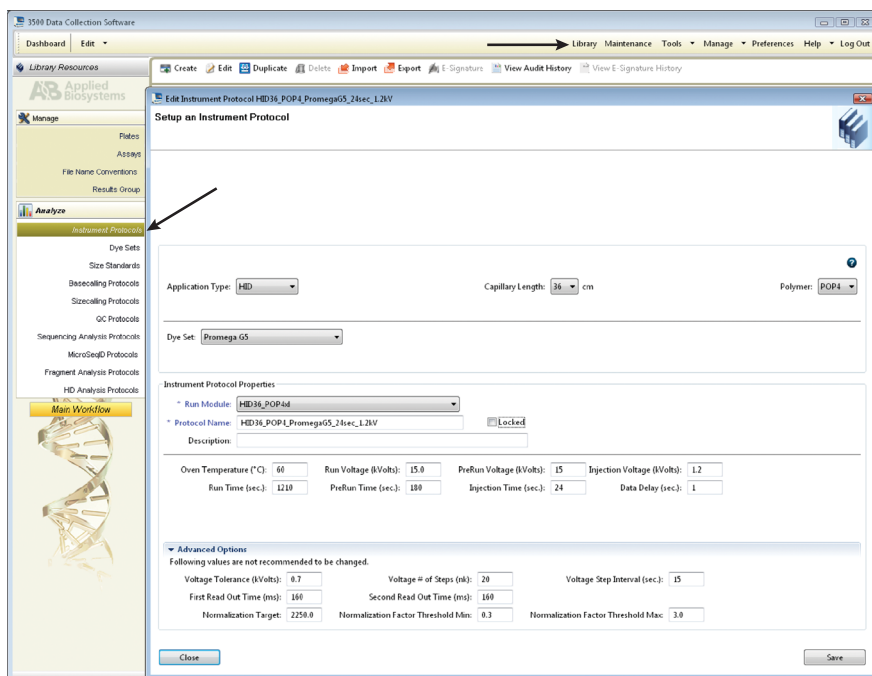 3500 Data Collection Software
Dashboard Edit Library Maintenance Tools Manage Preferences Help Log Out
Library Resources
Create Edit Duplicate Delete Import Export E-Signature View Audit History View E-Signature History
AB Applied Biosystems
Manage
Plates
Assays
File Name Conventions
Results Group
Analyze
Instrument Protocols
Dye Sets
Size Standards
Basecalling Protocols
Sizecalling Protocols
QC Protocols
Sequencing Analysis Protocols
MicroSeqID Protocols
Fragment Analysis Protocols
HID Analysis Protocols
Main Workflow
Edit Instrument Protocol HID36_POP4_PromegaG5_24sec_1.2kV
Setup an Instrument Protocol
Application Type: HID Capillary Length: 36 cm Polymer: POP4
Dye Set: Promega G5
Instrument Protocol Properties
* Run Module: HID36_POP4xl
* Protocol Name: HID36_POP4_PromegaG5_24sec_1.2kV Locked
Description:
Oven Temperature (°C): 60 Run Voltage (kVolts): 15.0 PreRun Voltage (kVolts): 15 Injection Voltage (kVolts): 1.2
Run Time (sec.): 1210 PreRun Time (sec.): 180 Injection Time (sec.): 24 Data Delay (sec.): 1
Advanced Options
Following values are not recommended to be changed.
Voltage Tolerance (kVolts): 0.7 Voltage # of Steps (nk): 20 Voltage Step Interval (sec.): 15
First Read Out Time (ms): 160 Second Read Out Time (ms): 160
Normalization Target: 2250.0 Normalization Factor Threshold Min: 0.3 Normalization Factor Threshold Max: 3.0
Close Save